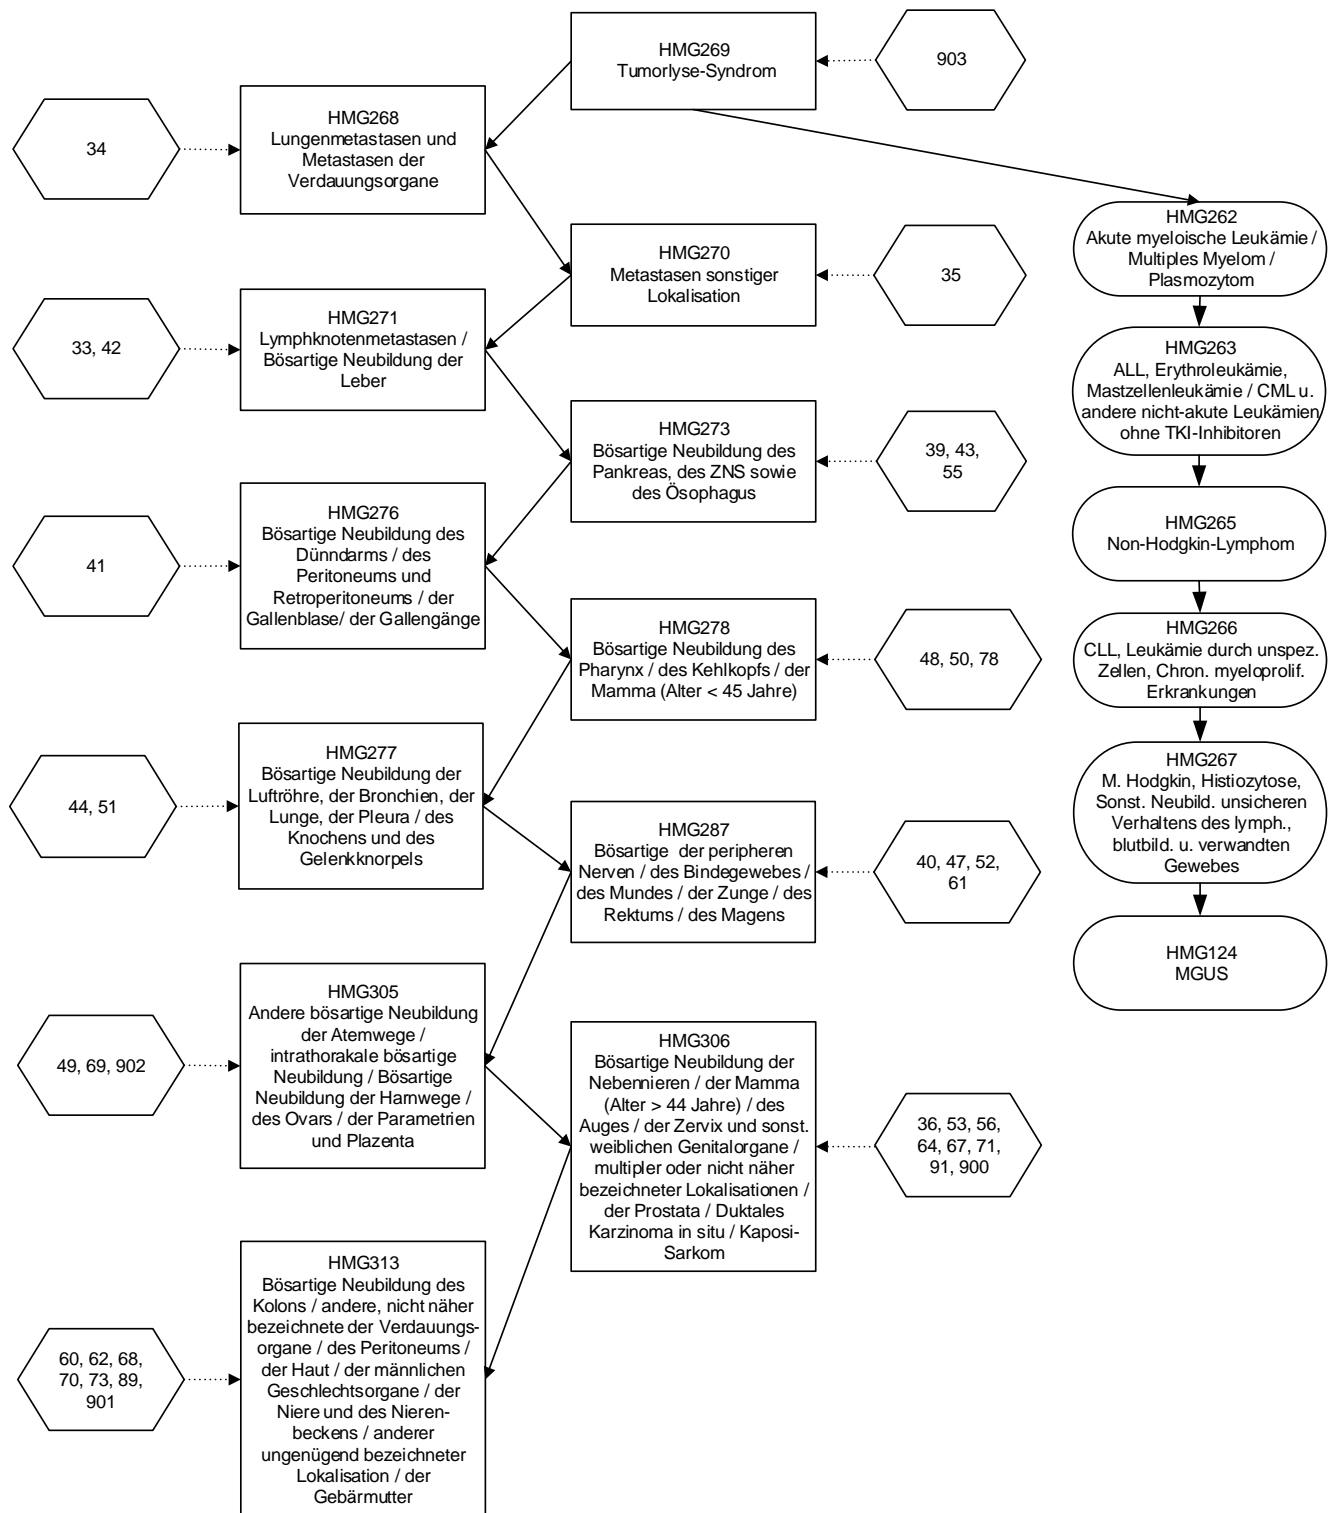 HMG269
Tumorlyse-Syndrom
903
HMG268
Lungenmetastasen und
Metastasen der
Verdauungsorgane
34
HMG262
Akute myeloische Leukämie /
Multiples Myelom /
Plasmozytom
HMG270
Metastasen sonstiger
Lokalisation
35
HMG271
Lymphknotenmetastasen /
Bösartige Neubildung der
Leber
33, 42
HMG263
ALL, Erythroleukämie,
Mastzellenleukämie / CML u.
andere nicht-akute Leukämien
ohne TKI-Inhibitoren
HMG273
Bösartige Neubildung des
Pankreas, des ZNS sowie
des Ösophagus
39, 43,
55
HMG276
Bösartige Neubildung des
Dünndarms / des
Peritoneums und
Retroperitoneums / der
Gallenblase/ der Gallengänge
41
HMG265
Non-Hodgkin-Lymphom
HMG278
Bösartige Neubildung des
Pharynx / des Kehlkopfs / der
Mamma (Alter < 45 Jahre)
48, 50, 78
HMG266
CLL, Leukämie durch unspez.
Zellen, Chron. myeloprolif.
Erkrankungen
HMG277
Bösartige Neubildung der
Luftröhre, der Bronchien, der
Lunge, der Pleura / des
Knochens und des
Gelenkknorpels
44, 51
HMG267
M. Hodgkin, Histiozytose,
Sonst. Neubild. unsicheren
Verhaltens des lymph.,
blutbild. u. verwandten
Gewebes
HMG287
Bösartige  der peripheren
Nerven / des Bindegewebes /
des Mundes / der Zunge / des
Rektums / des Magens
40, 47, 52,
61
HMG124
MGUS
HMG305
Andere bösartige Neubildung
der Atemwege /
intrathorakale bösartige
Neubildung / Bösartige
Neubildung der Harnwege /
des Ovars / der Parametrien
und Plazenta
49, 69, 902
HMG306
Bösartige Neubildung der
Nebennieren / der Mamma
(Alter > 44 Jahre) / des
Auges / der Zervix und sonst.
weiblichen Genitalorgane /
multipler oder nicht näher
bezeichneter Lokalisationen /
der Prostata / Duktales
Karzinoma in situ / Kaposi-
Sarkom
36, 53, 56,
64, 67, 71,
91, 900
HMG313
Bösartige Neubildung des
Kolons / andere, nicht näher
bezeichnete der Verdauungs-
organe / des Peritoneums /
der Haut / der männlichen
Geschlechtsorgane / der
Niere und des Nieren-
beckens / anderer
ungenügend bezeichneter
Lokalisation / der
Gebärmutter
60, 62, 68,
70, 73, 89,
901